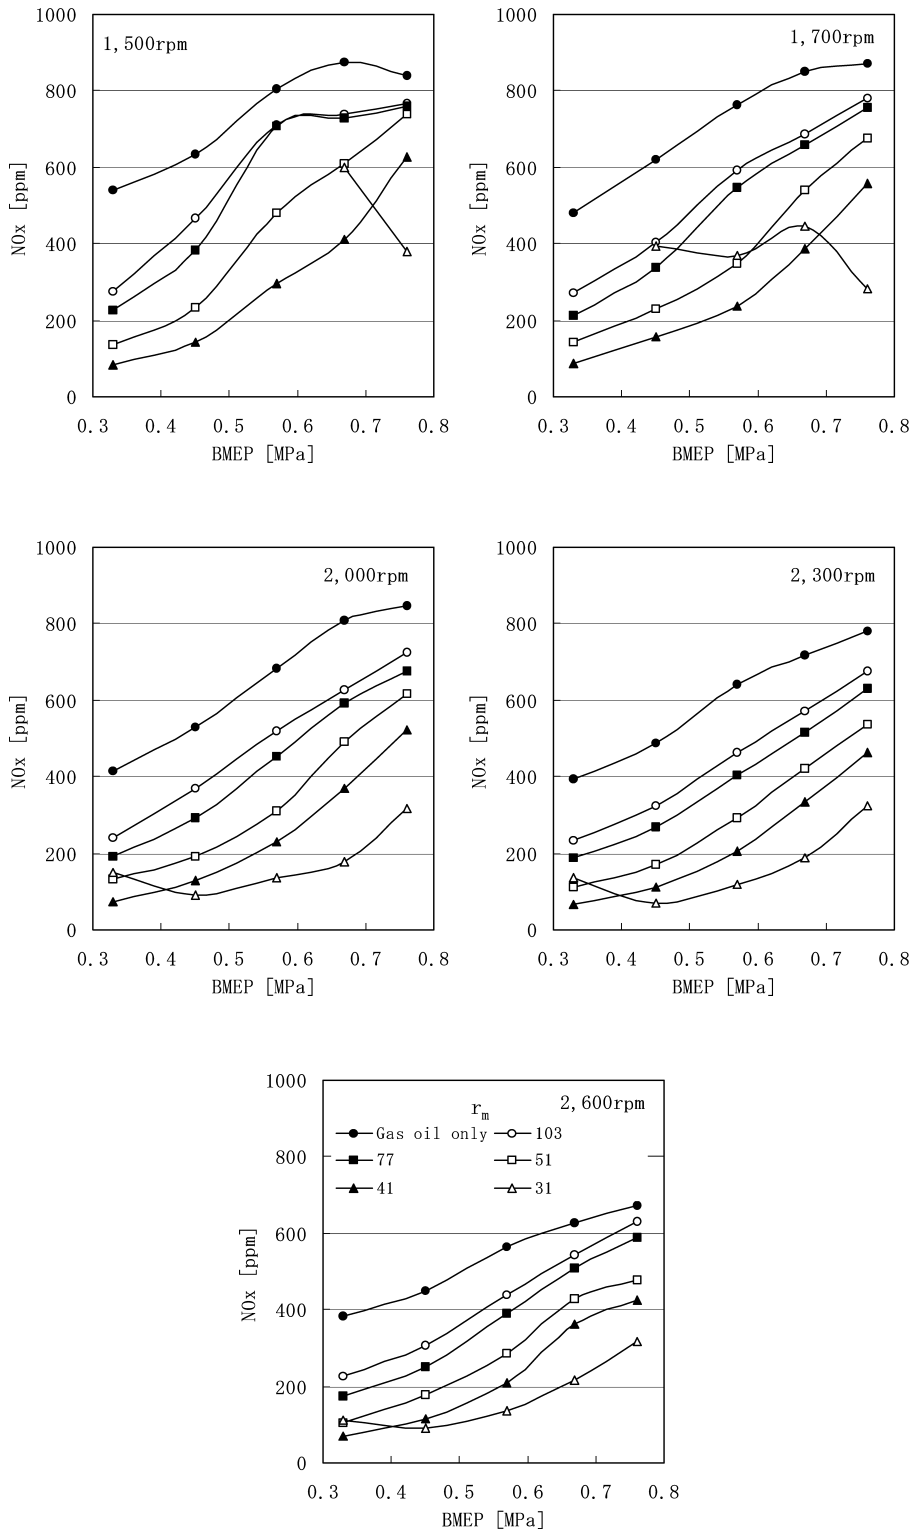 1,500rpm
1000
800
600
400
200
0
NOx [ppm]
0.3 0.4 0.5 0.6 0.7 0.8
BMEP [MPa]
1,700rpm
1000
800
600
400
200
0
NOx [ppm]
0.3 0.4 0.5 0.6 0.7 0.8
BMEP [MPa]
2,000rpm
1000
800
600
400
200
0
NOx [ppm]
0.3 0.4 0.5 0.6 0.7 0.8
BMEP [MPa]
2,300rpm
1000
800
600
400
200
0
NOx [ppm]
0.3 0.4 0.5 0.6 0.7 0.8
BMEP [MPa]
2,600rpm
rm
Gas oil only 103
77 51
41 31
1000
800
600
400
200
0
NOx [ppm]
0.3 0.4 0.5 0.6 0.7 0.8
BMEP [MPa]